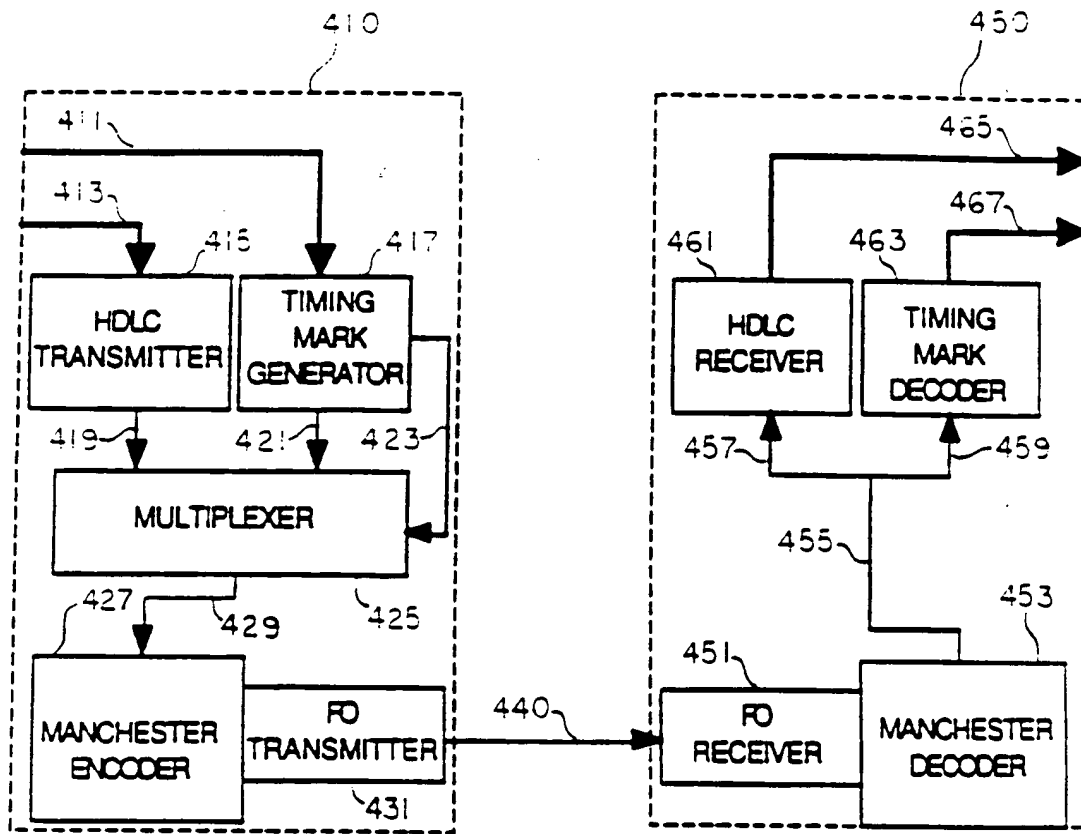 410
450
411
465
413
467
415
417
461
463
HDLC
TRANSMITTER
TIMING
MARK
GENERATOR
HDLC
RECEIVER
TIMING
MARK
DECODER
419
421
423
457
459
MULTIPLEXER
455
427
429
425
453
451
MANCHESTER
ENCODER
FO
TRANSMITTER
440
FO
RECEIVER
MANCHESTER
DECODER
431